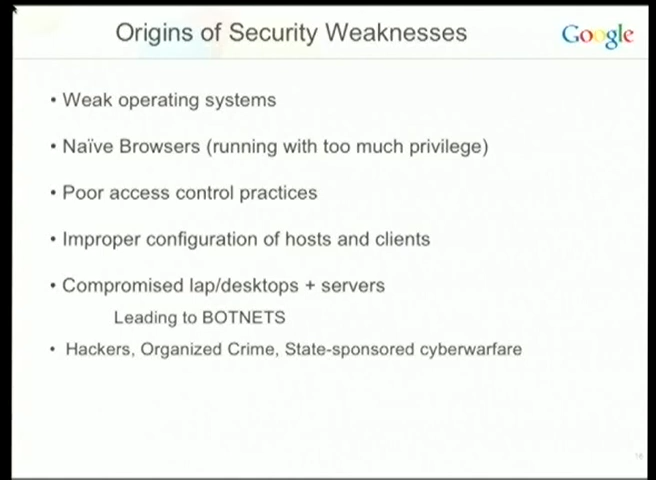 Origins of Security Weaknesses
Google
• Weak operating systems
• Naïve Browsers (running with too much privilege)
• Poor access control practices
• Improper configuration of hosts and clients
• Compromised lap/desktops + servers
Leading to BOTNETS
• Hackers, Organized Crime, State-sponsored cyberwarfare
16